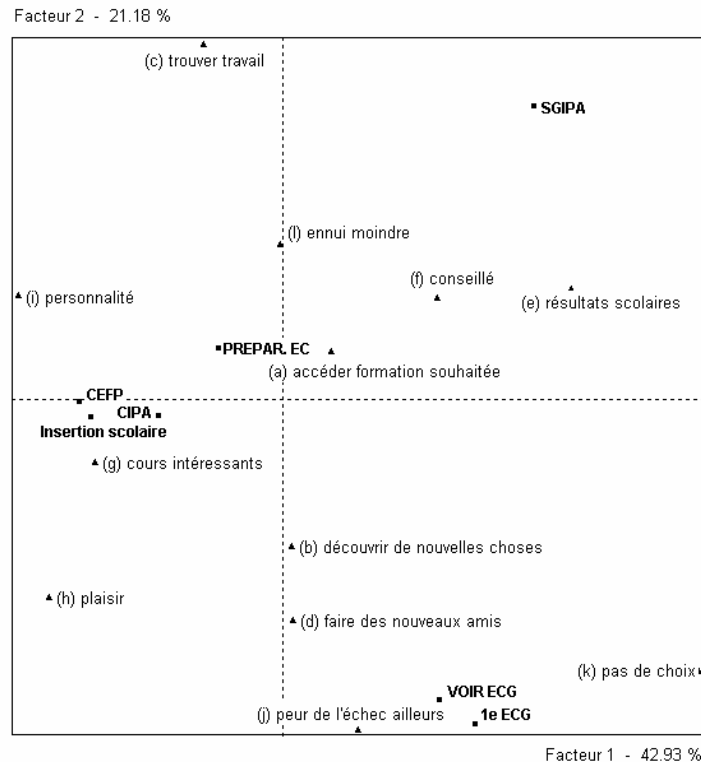 Facteur 2 - 21.18 %
(c) trouver travail
SGIPA
(l) ennui moindre
(f) conseillé
(i) personnalité
(e) résultats scolaires
PREPAR. EC
(a) accéder formation souhaitée
CEFP
CIPA
Insertion scolaire
(g) cours intéressants
(b) découvrir de nouvelles choses
(h) plaisir
(d) faire des nouveaux amis
(k) pas de choix
VOIR ECG
(j) peur de l'échec ailleurs
1e ECG
Facteur 1 - 42.93 %